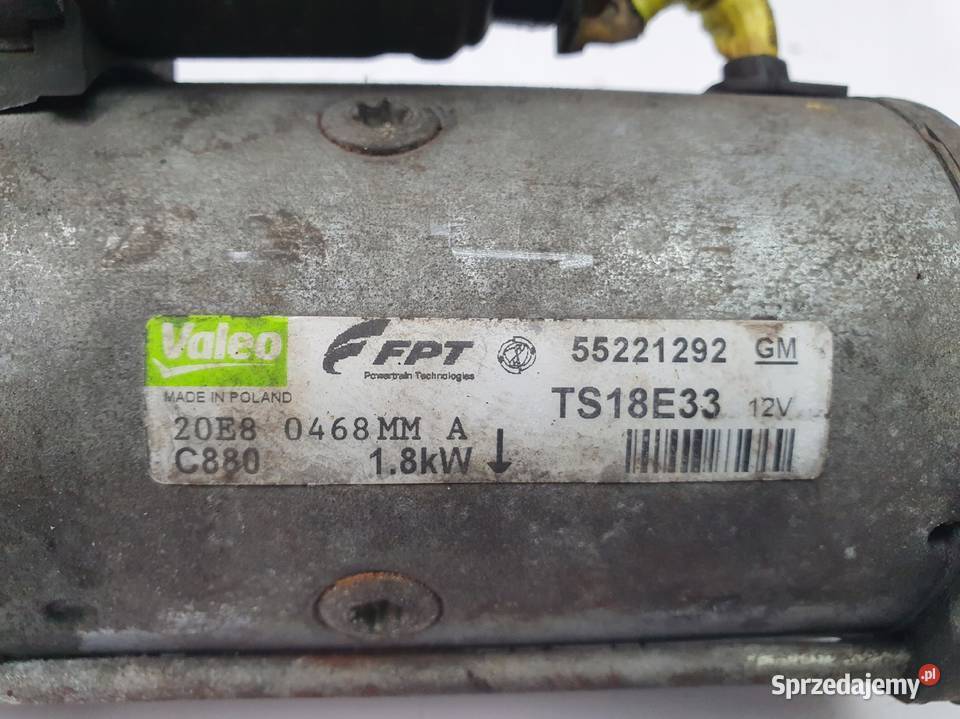 Valeo FPT 55221292 GM
Powertrain Technologies
MADE IN POLAND TS18E33 12V
20E8 0468MM A
C880 1.8kW
Sprzedajemy.pl